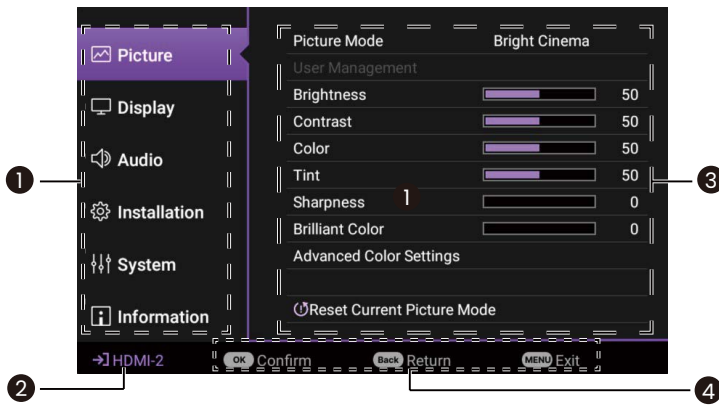 Picture
Display
Audio
Installation
System
Information
Picture Mode Bright Cinema
User Management
Brightness 50
Contrast 50
Color 50
Tint 50
Sharpness 0
Brilliant Color 0
Advanced Color Settings
Reset Current Picture Mode
HDMI-2
OK Confirm Back Return MENU Exit
1
1
3
2
4